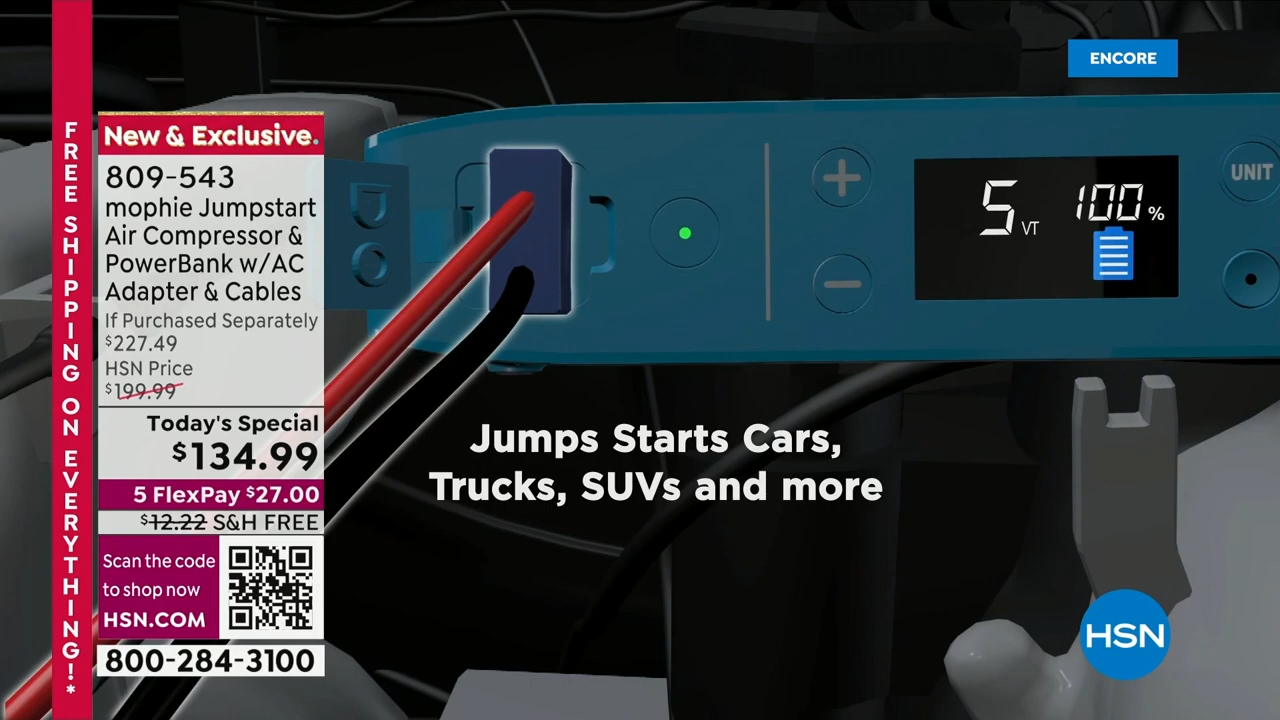 FREE SHIPPING ON EVERYTHING!*
New & Exclusive.
809-543
mophie Jumpstart
Air Compressor &
PowerBank w/AC
Adapter & Cables
If Purchased Separately
$227.49
HSN Price
$199.99
Today's Special
$134.99
5 FlexPay $27.00
$12.22 S&H FREE
Scan the code
to shop now
HSN.COM
800-284-3100
ENCORE
UNIT
5 VT 100 %
Jumps Starts Cars,
Trucks, SUVs and more
HSN